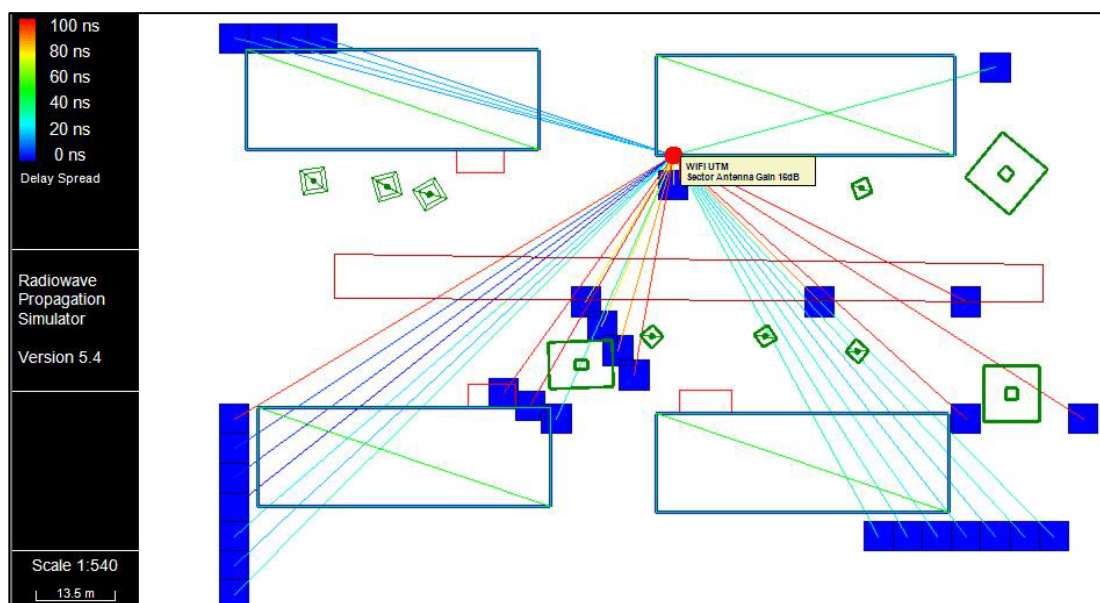 100 ns
80 ns
60 ns
40 ns
20 ns
0 ns
Delay Spread
Radiowave
Propagation
Simulator
Version 5.4
Scale 1:540
13.5 m
WIFI UTM
Sector Antenna Gain 16dB